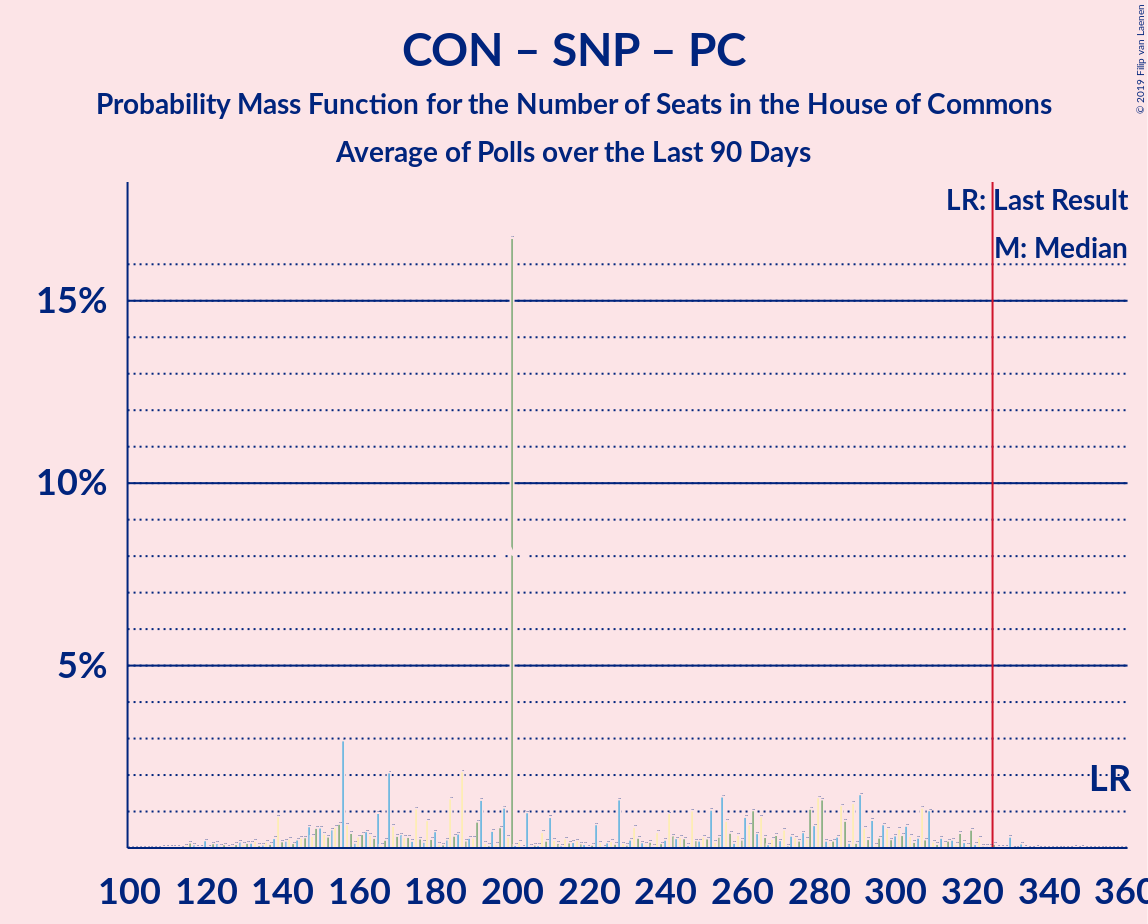 CON – SNP – PC
Probability Mass Function for the Number of Seats in the House of Commons
Average of Polls over the Last 90 Days
© 2019 Filip van Laenen
LR: Last Result
M: Median
15%
10%
5%
LR
100 120 140 160 180 200 220 240 260 280 300 320 340 360